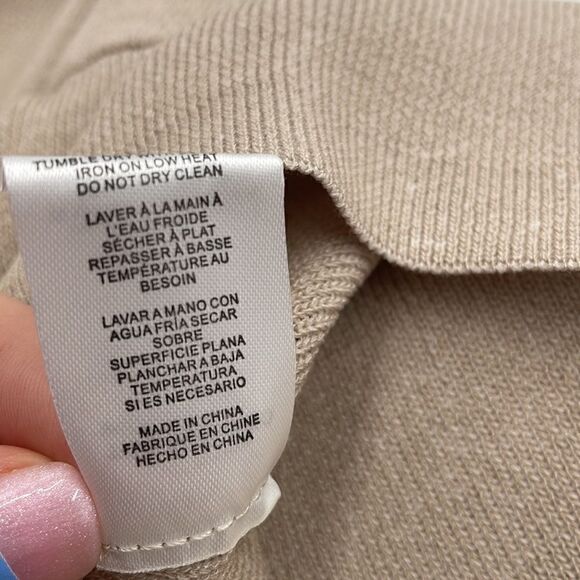 TUMBLE DRY
IRON ON LOW HEAT
DO NOT DRY CLEAN
LAVER À LA MAIN À
L'EAU FROIDE
SÉCHER À PLAT
REPASSER À BASSE
TEMPÉRATURE AU
BESOIN
LAVAR A MANO CON
AGUA FRÍA SECAR
SOBRE
SUPERFICIE PLANA
PLANCHAR A BAJA
TEMPERATURA
SI ES NECESARIO
MADE IN CHINA
FABRIQUE EN CHINE
HECHO EN CHINA